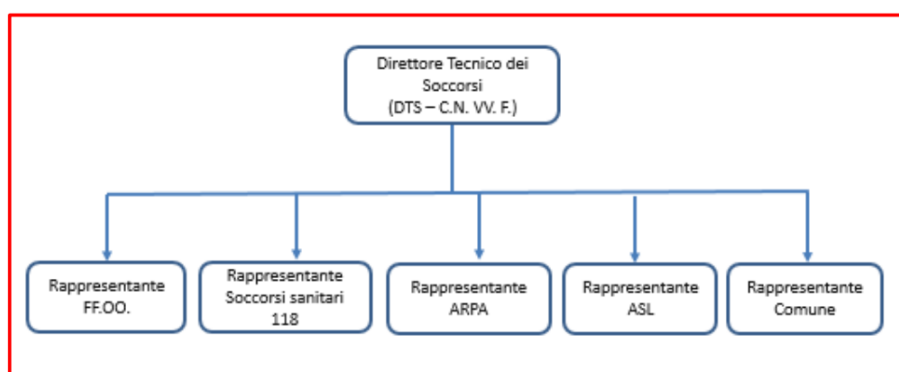 Direttore Tecnico dei
Soccorsi
(DTS – C.N. VV. F.)
Rappresentante
FF.OO.
Rappresentante
Soccorsi sanitari
118
Rappresentante
ARPA
Rappresentante
ASL
Rappresentante
Comune